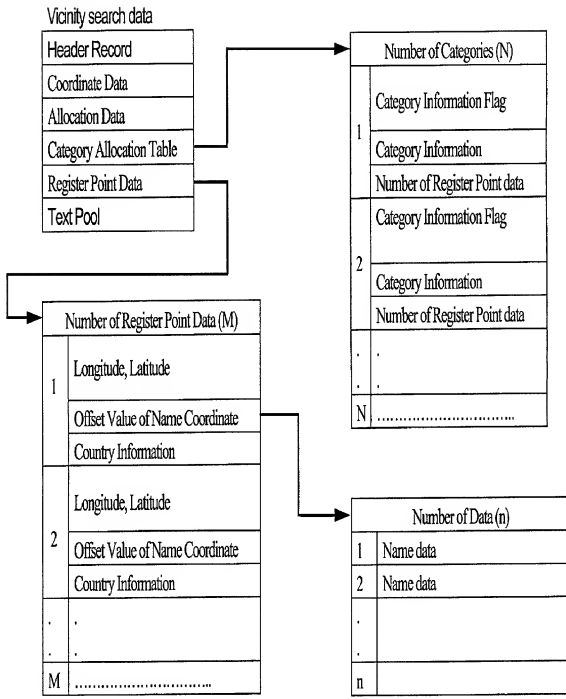 Vicinity search data
Header Record
Coordinate Data
Allocation Data
Category Allocation Table
Register Point Data
Text Pool
Number of Categories (N)
1
Category Information Flag
Category Information
Number of Register Point data
2
Category Information Flag
Category Information
Number of Register Point data
. .
. .
N ................................
Number of Register Point Data (M)
1
Longitude, Latitude
Offset Value of Name Coordinate
Country Information
2
Longitude, Latitude
Offset Value of Name Coordinate
Country Information
. .
. .
M ................................
Number of Data (n)
1 Name data
2 Name data
.
.
n